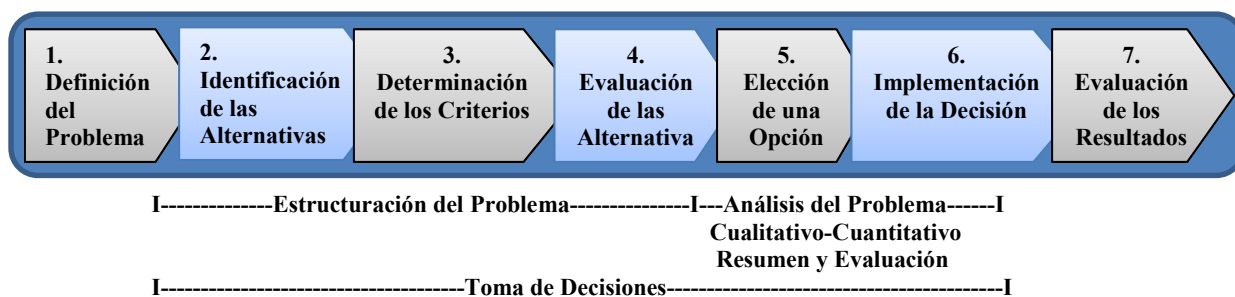 1.
Definición
del
Problema
2.
Identificación
de las
Alternativas
3.
Determinación
de los Criterios
4.
Evaluación
de las
Alternativa
5.
Elección
de una
Opción
6.
Implementación
de la Decisión
7.
Evaluación
de los
Resultados
I--------------Estructuración del Problema---------------I---Análisis del Problema------I
Cualitativo-Cuantitativo
Resumen y Evaluación
I-----------------------------------Toma de Decisiones---------------------------------------I